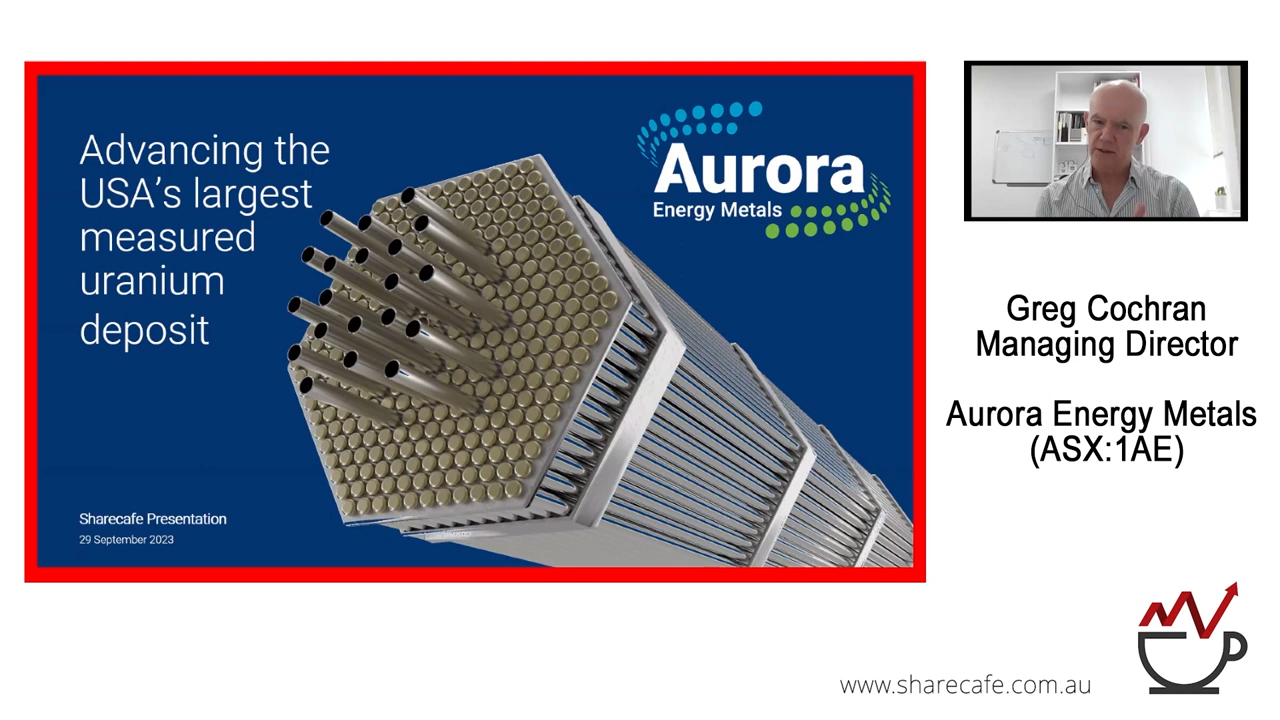 Advancing the
USA's largest
measured
uranium
deposit
Aurora
Energy Metals
Sharecafe Presentation
29 September 2023
Greg Cochran
Managing Director
Aurora Energy Metals
(ASX:1AE)
www.sharecafe.com.au